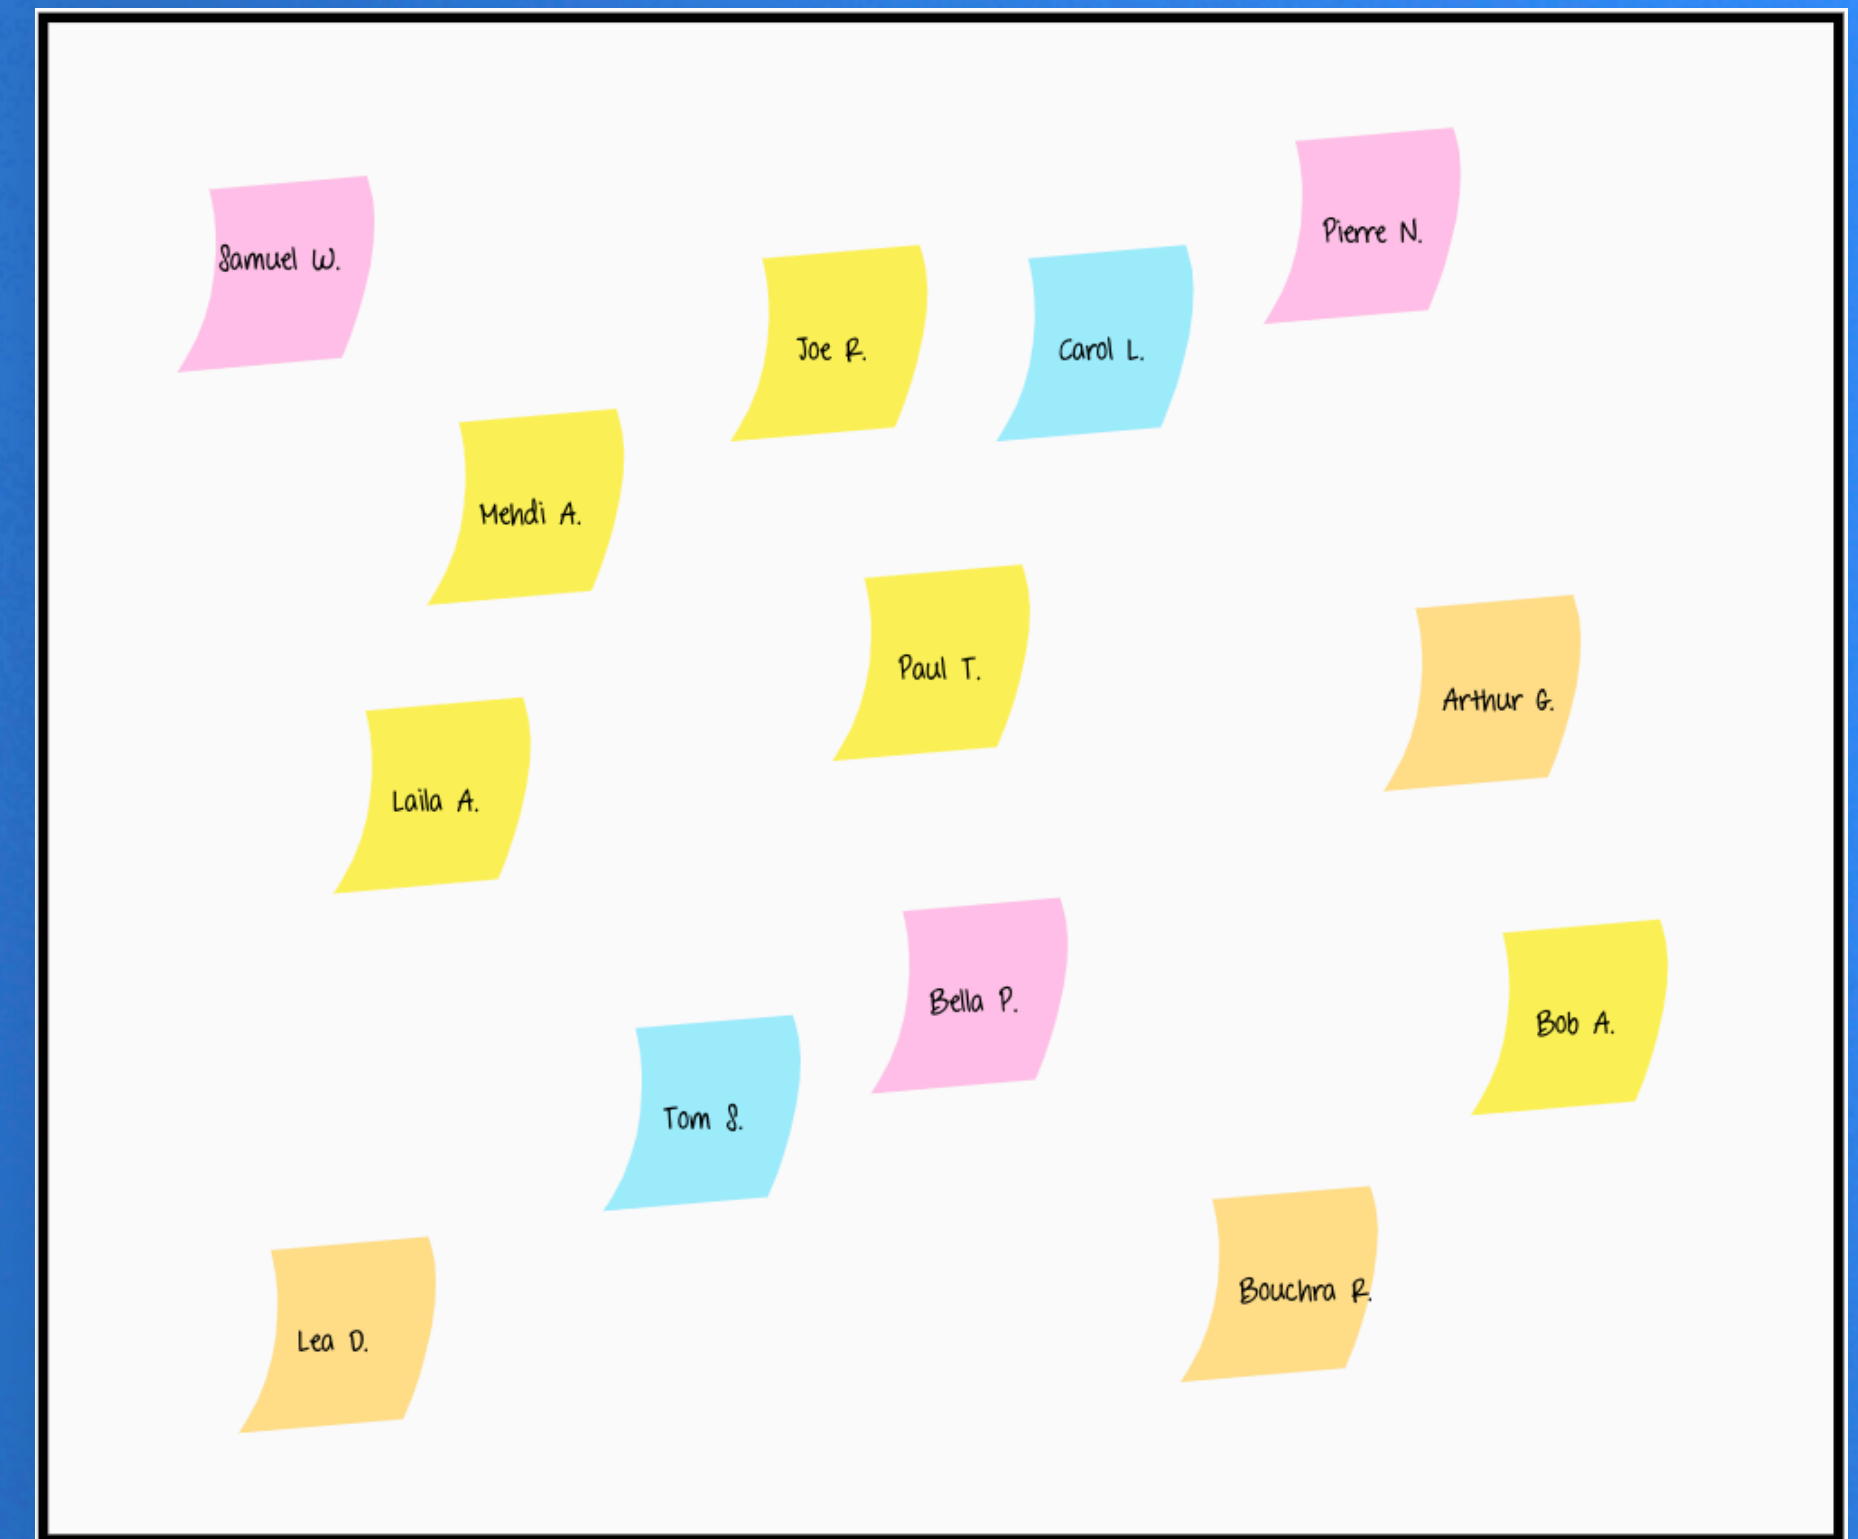 Pierre N.
Samuel W.
Joe R.
Carol L.
Mehdi A.
Paul T.
Arthur G.
Laila A.
Bella P.
Bob A.
Tom S.
Bouchra R.
Lea D.